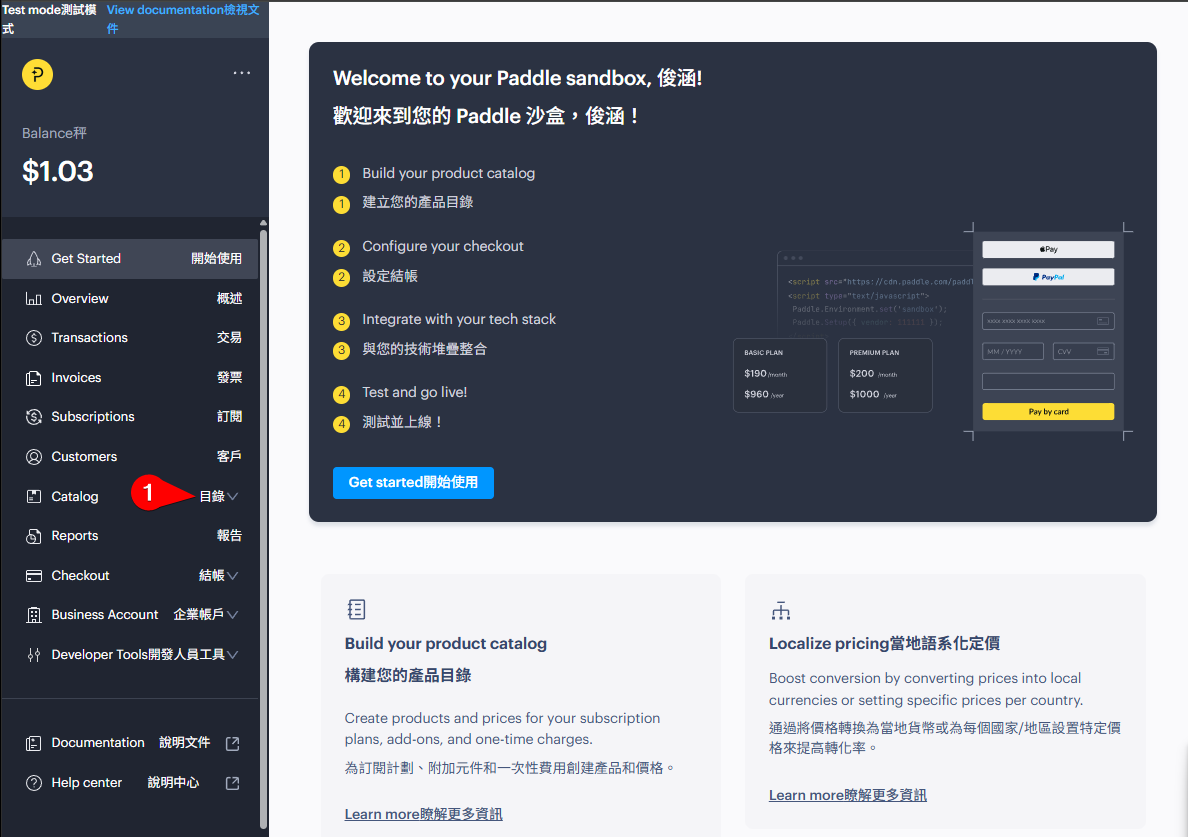 Test mode測試模式
View documentation檢視文件
Balance秤
$1.03
Get Started 開始使用
Overview 概述
Transactions 交易
Invoices 發票
Subscriptions 訂閱
Customers 客戶
Catalog 1 目錄
Reports 報告
Checkout 結帳
Business Account 企業帳戶
Developer Tools開發人員工具
Documentation 說明文件
Help center 說明中心
Welcome to your Paddle sandbox, 俊涵!
歡迎來到您的 Paddle 沙盒，俊涵！
1 Build your product catalog
1 建立您的產品目錄
2 Configure your checkout
2 設定結帳
3 Integrate with your tech stack
3 與您的技術堆疊整合
4 Test and go live!
4 測試並上線！
Get started開始使用
<script src="https://cdn.paddle.com/paddl
<script type="text/javascript">
Paddle.Environment.set('sandbox');
BASIC PLAN
$190 /month
$960 /year
PREMIUM PLAN
$200 /month
$1000 /year
Pay
PayPal
xxxx xxxx xxxx xxxx
MM / YYYY
CVV
Pay by card
Build your product catalog
構建您的產品目錄
Create products and prices for your subscription
plans, add-ons, and one-time charges.
為訂閱計劃、附加元件和一次性費用創建產品和價格。
Learn more瞭解更多資訊
Localize pricing當地語系化定價
Boost conversion by converting prices into local
currencies or setting specific prices per country.
通過將價格轉換為當地貨幣或為每個國家/地區設置特定價
格來提高轉化率。
Learn more瞭解更多資訊